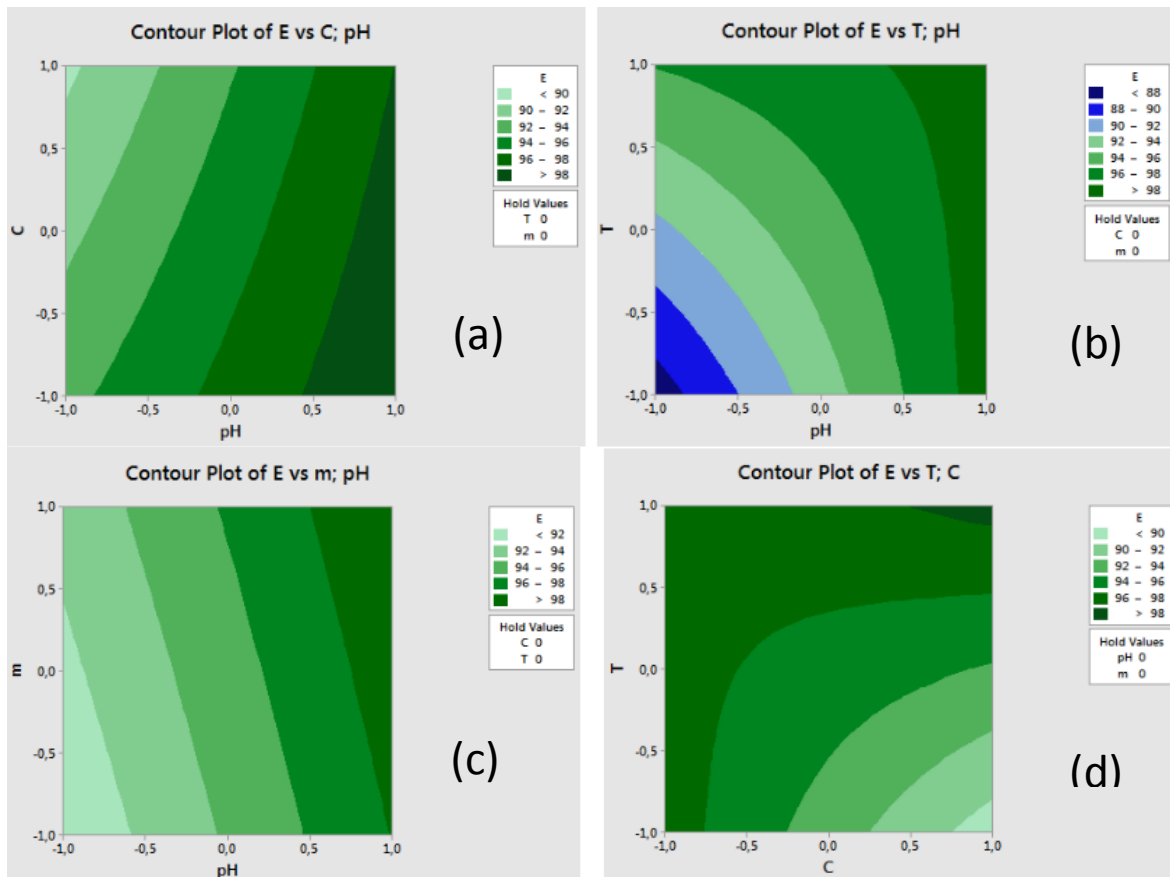 Contour Plot of E vs C; pH
1,0
0,5
0,0
-0,5
-1,0
C
-1,0 -0,5 0,0 0,5 1,0
pH
E
< 90
90 – 92
92 – 94
94 – 96
96 – 98
> 98
Hold Values
T 0
m 0
(a)
Contour Plot of E vs T; pH
1,0
0,5
0,0
-0,5
-1,0
T
-1,0 -0,5 0,0 0,5 1,0
pH
E
< 88
88 – 90
90 – 92
92 – 94
94 – 96
96 – 98
> 98
Hold Values
C 0
m 0
(b)
Contour Plot of E vs m; pH
1,0
0,5
0,0
-0,5
-1,0
m
-1,0 -0,5 0,0 0,5 1,0
pH
E
< 92
92 – 94
94 – 96
96 – 98
> 98
Hold Values
C 0
T 0
(c)
Contour Plot of E vs T; C
1,0
0,5
0,0
-0,5
-1,0
T
-1,0 -0,5 0,0 0,5 1,0
C
E
< 90
90 – 92
92 – 94
94 – 96
96 – 98
> 98
Hold Values
pH 0
m 0
(d)